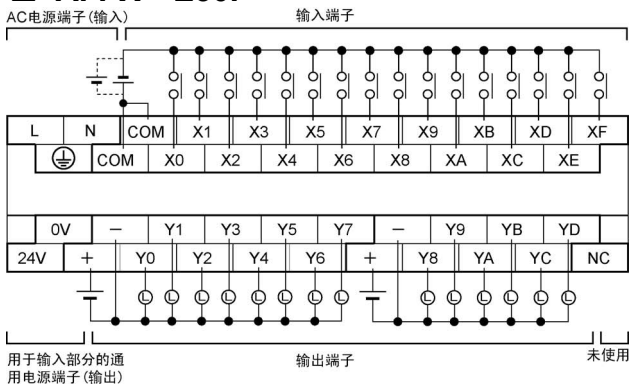 AC电源端子(输入) 输入端子
L N COM X1 X3 X5 X7 X9 XB XD XF
COM X0 X2 X4 X6 X8 XA XC XE
0V − Y1 Y3 Y5 Y7 − Y9 YB YD
24V + Y0 Y2 Y4 Y6 + Y8 YA YC NC
L L L L L L L L L L L L L L
用于输入部分的通 输出端子 未使用
用电源端子(输出)